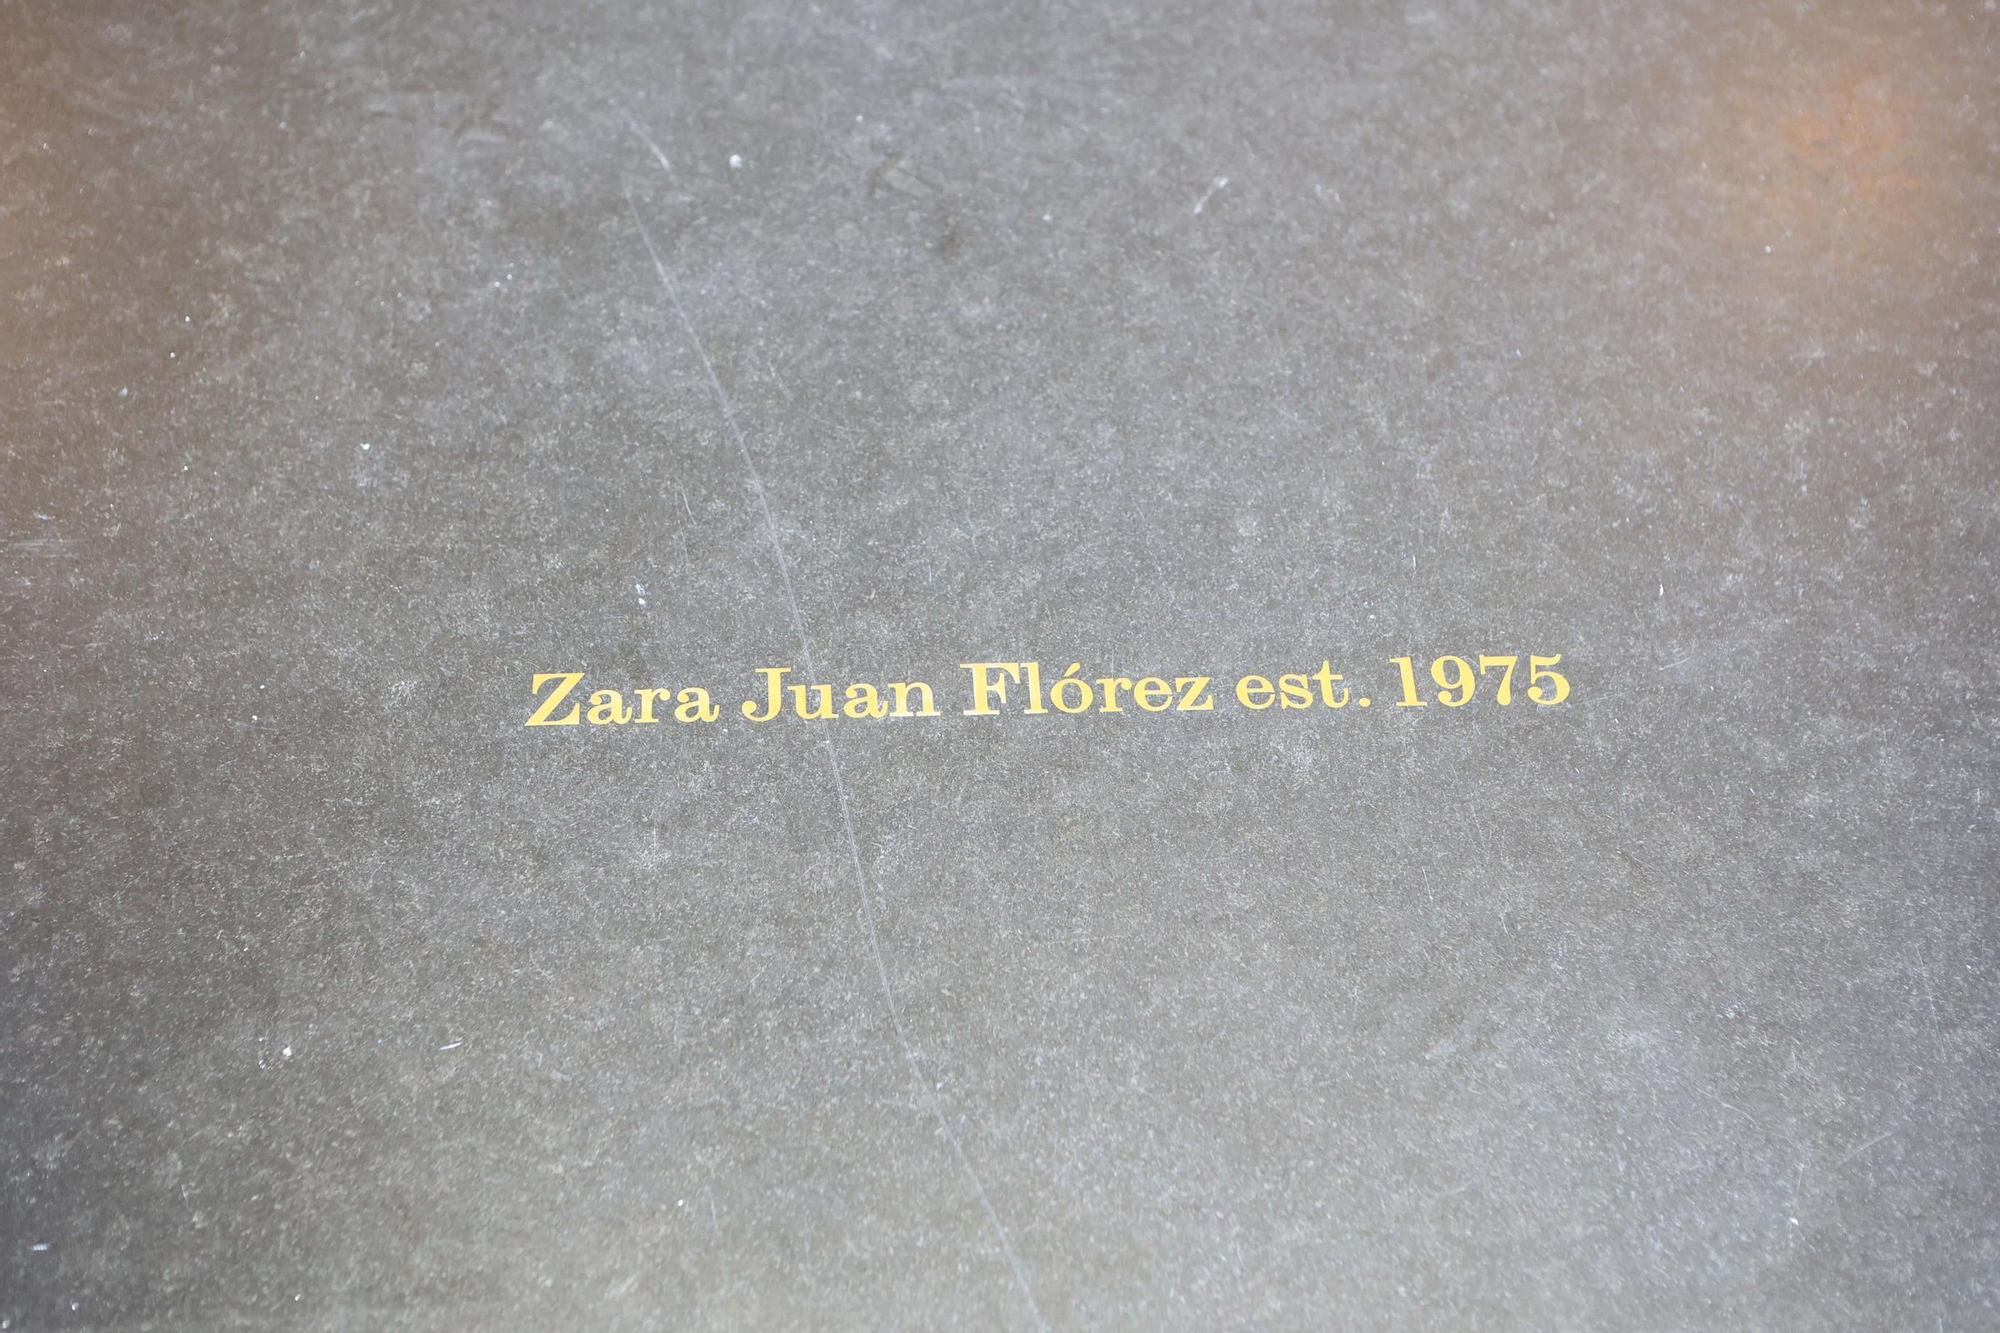 Zara Juan Flórez est. 1975